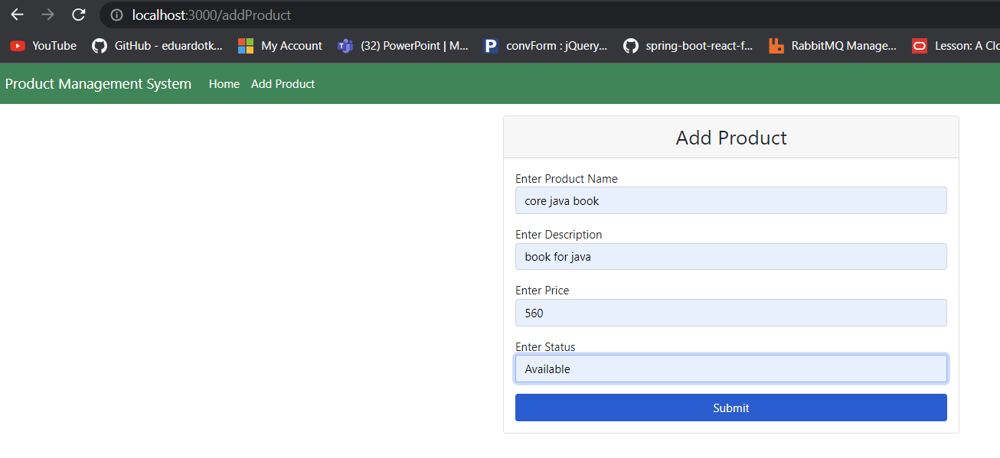 localhost:3000/addProduct
YouTube GitHub - eduardotk... My Account (32) PowerPoint | M... convForm : jQuery... spring-boot-react-f... RabbitMQ Manage... Lesson: A Clo
Product Management System Home Add Product
Add Product
Enter Product Name
core java book
Enter Description
book for java
Enter Price
560
Enter Status
Available
Submit